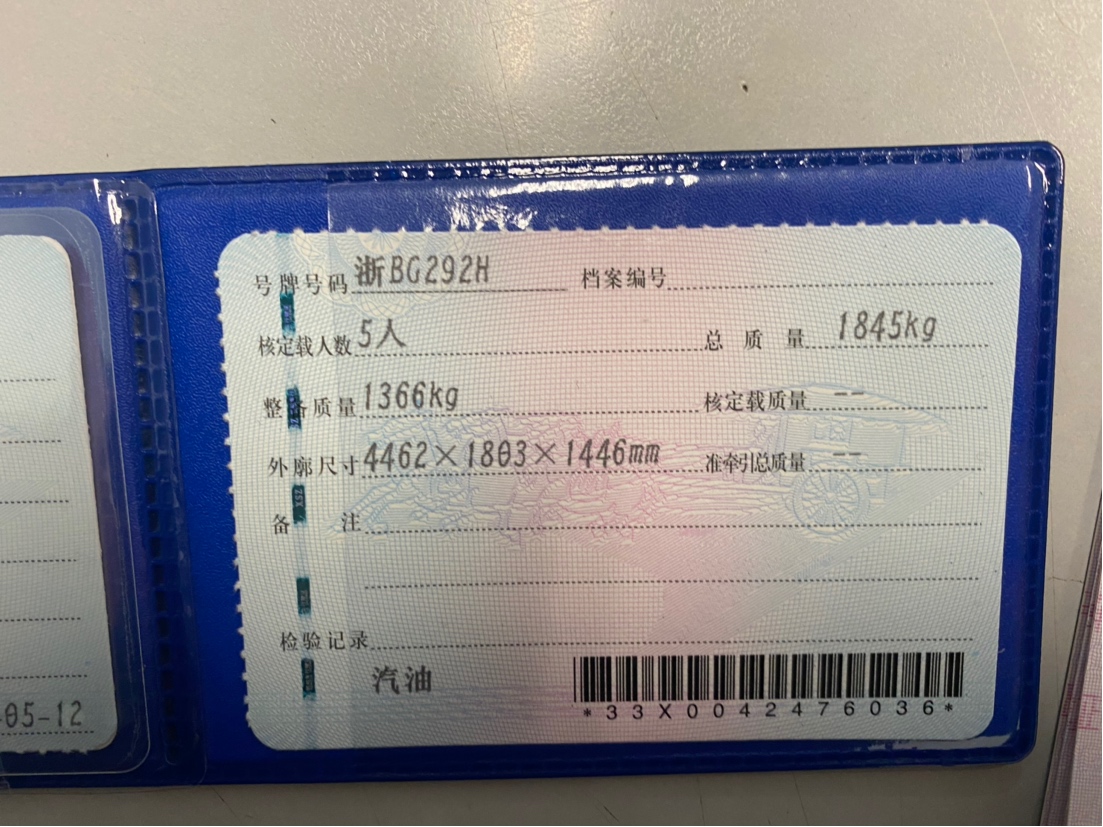 号牌号码 浙BG292H 档案编号
核定载人数 5人 总质量 1845kg
整备质量 1366kg 核定载质量 --
外廓尺寸 4462×1803×1446mm 准牵引总质量 --
备注
检验记录
汽油
*33X0042476036*
05-12